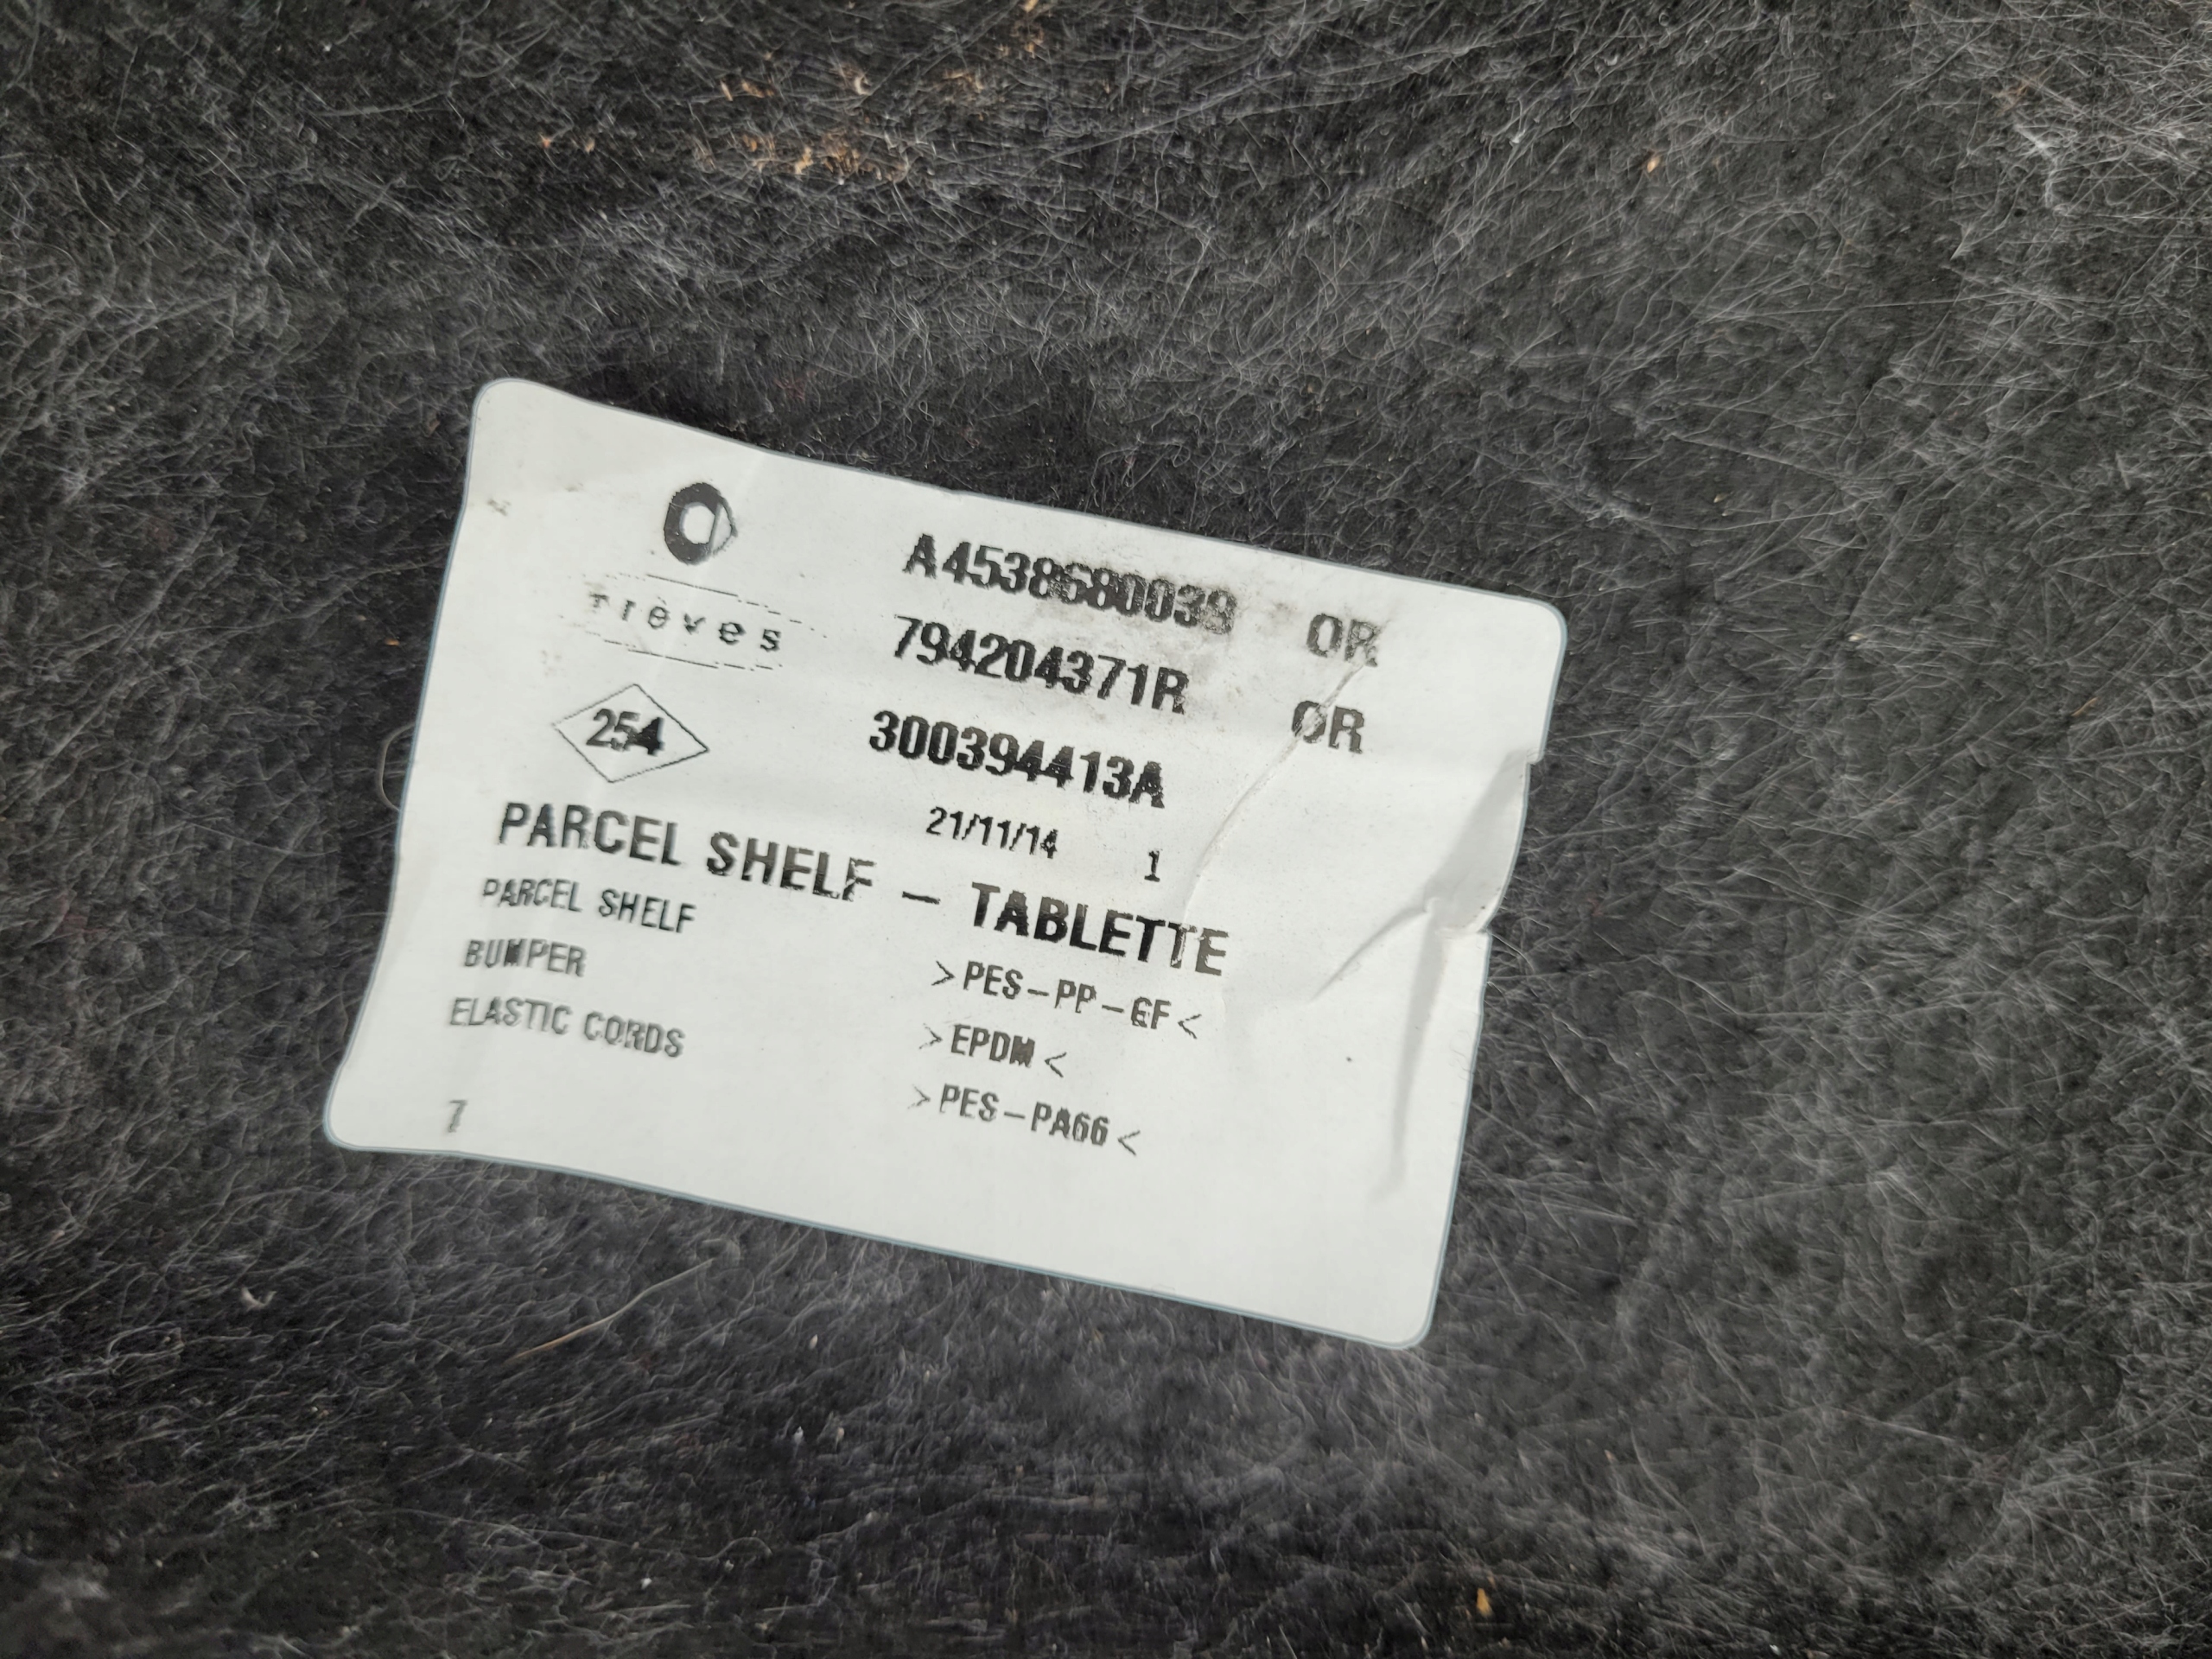 A4538680039 OR
Trèves
794204371R OR
254
300394413A
21/11/14 1
PARCEL SHELF - TABLETTE
PARCEL SHELF >PES-PP-GF<
BUMPER >EPDM<
ELASTIC CORDS >PES-PA66<
7